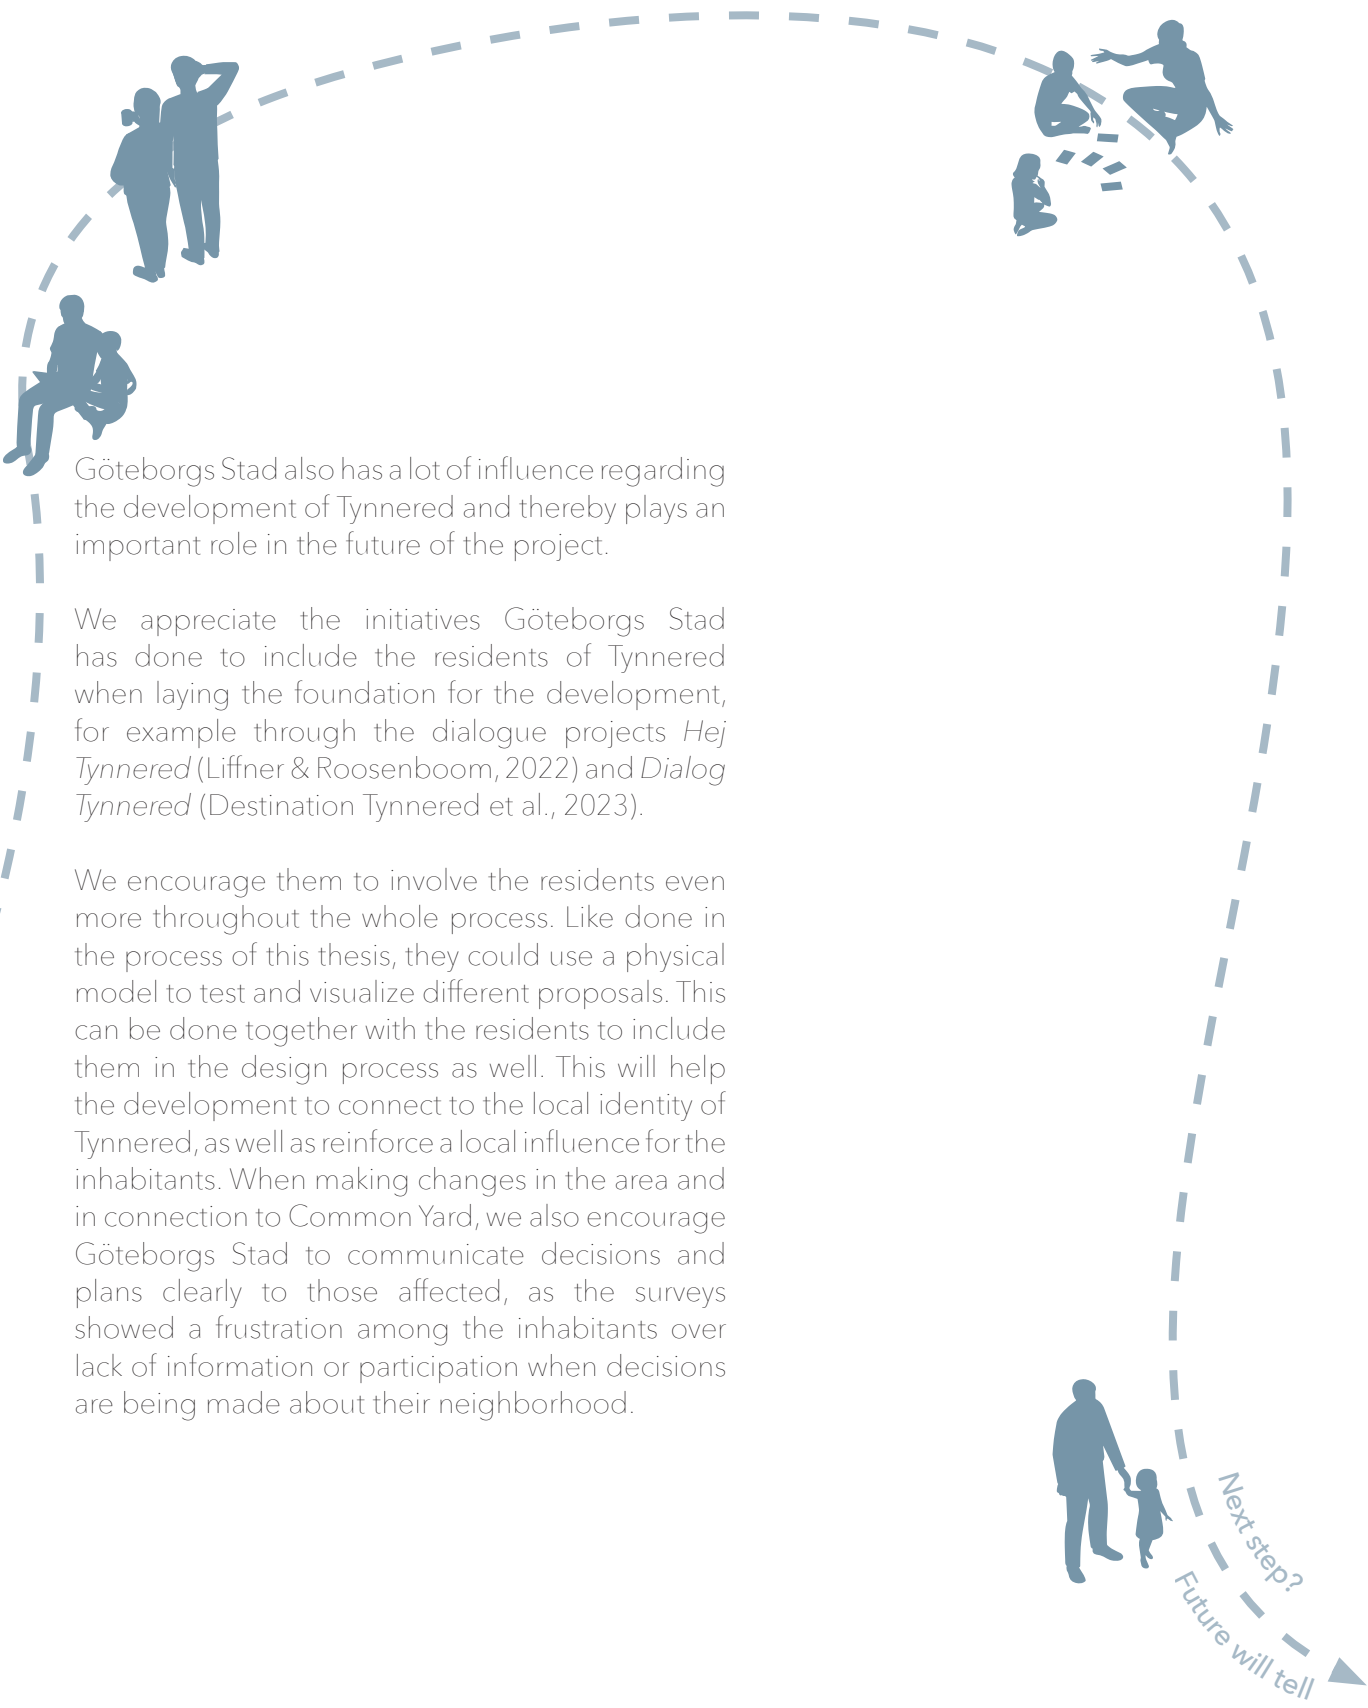 Göteborgs Stad also has a lot of influence regarding
the development of Tynnered and thereby plays an
important role in the future of the project.
We appreciate the initiatives Göteborgs Stad
has done to include the residents of Tynnered
when laying the foundation for the development,
for example through the dialogue projects Hej
Tynnered (Liffner & Roosenboom, 2022) and Dialog
Tynnered (Destination Tynnered et al., 2023).
We encourage them to involve the residents even
more throughout the whole process. Like done in
the process of this thesis, they could use a physical
model to test and visualize different proposals. This
can be done together with the residents to include
them in the design process as well. This will help
the development to connect to the local identity of
Tynnered, as well as reinforce a local influence for the
inhabitants. When making changes in the area and
in connection to Common Yard, we also encourage
Göteborgs Stad to communicate decisions and
plans clearly to those affected, as the surveys
showed a frustration among the inhabitants over
lack of information or participation when decisions
are being made about their neighborhood.
Next step?
Future will tell